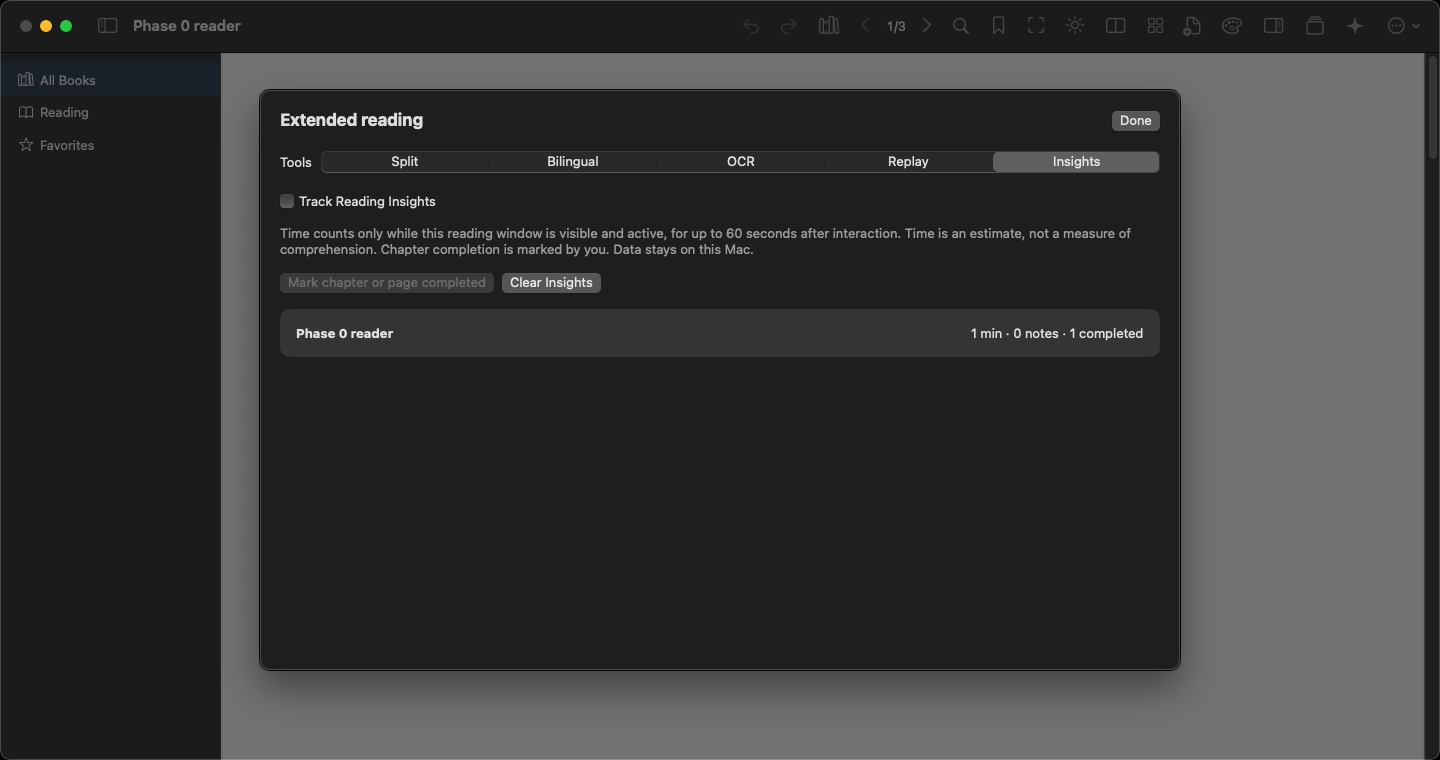 Phase 0 reader
1/3
All Books
Reading
Favorites
Extended reading
Done
Tools Split Bilingual OCR Replay Insights
Track Reading Insights
Time counts only while this reading window is visible and active, for up to 60 seconds after interaction. Time is an estimate, not a measure of
comprehension. Chapter completion is marked by you. Data stays on this Mac.
Mark chapter or page completed Clear Insights
Phase 0 reader 1 min · 0 notes · 1 completed